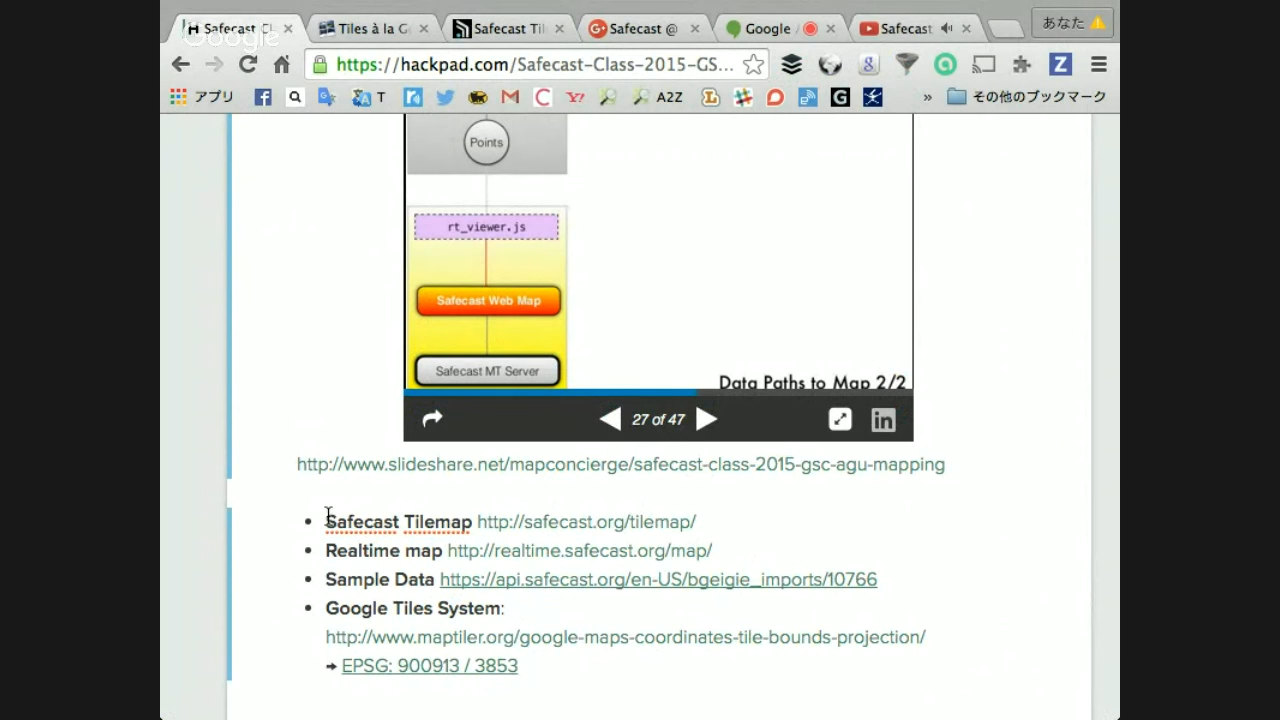 Safecast Cl
Tiles à la G
Safecast Til
Safecast @
Google
Safecast
あなた
Google
https://hackpad.com/Safecast-Class-2015-GS...
アプリ
T
A2Z
»
その他のブックマーク
Points
rt_viewer.js
Safecast Web Map
Safecast MT Server
Data Paths to Map 2/2
27 of 47
http://www.slideshare.net/mapconcierge/safecast-class-2015-gsc-agu-mapping
Safecast Tilemap http://safecast.org/tilemap/
Realtime map http://realtime.safecast.org/map/
Sample Data https://api.safecast.org/en-US/bgeigie_imports/10766
Google Tiles System:
http://www.maptiler.org/google-maps-coordinates-tile-bounds-projection/
➜ EPSG: 900913 / 3853